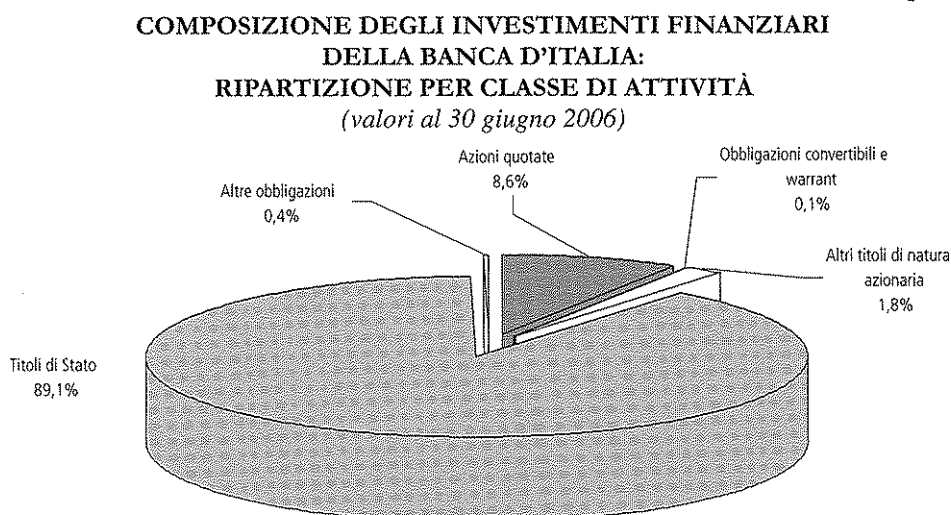 COMPOSIZIONE DEGLI INVESTIMENTI FINANZIARI
DELLA BANCA D'ITALIA:
RIPARTIZIONE PER CLASSE DI ATTIVITÀ
(valori al 30 giugno 2006)
Azioni quotate
8,6%
Obbligazioni convertibili e
warrant
0,1%
Altre obbligazioni
0,4%
Altri titoli di natura
azionaria
1,8%
Titoli di Stato
89,1%